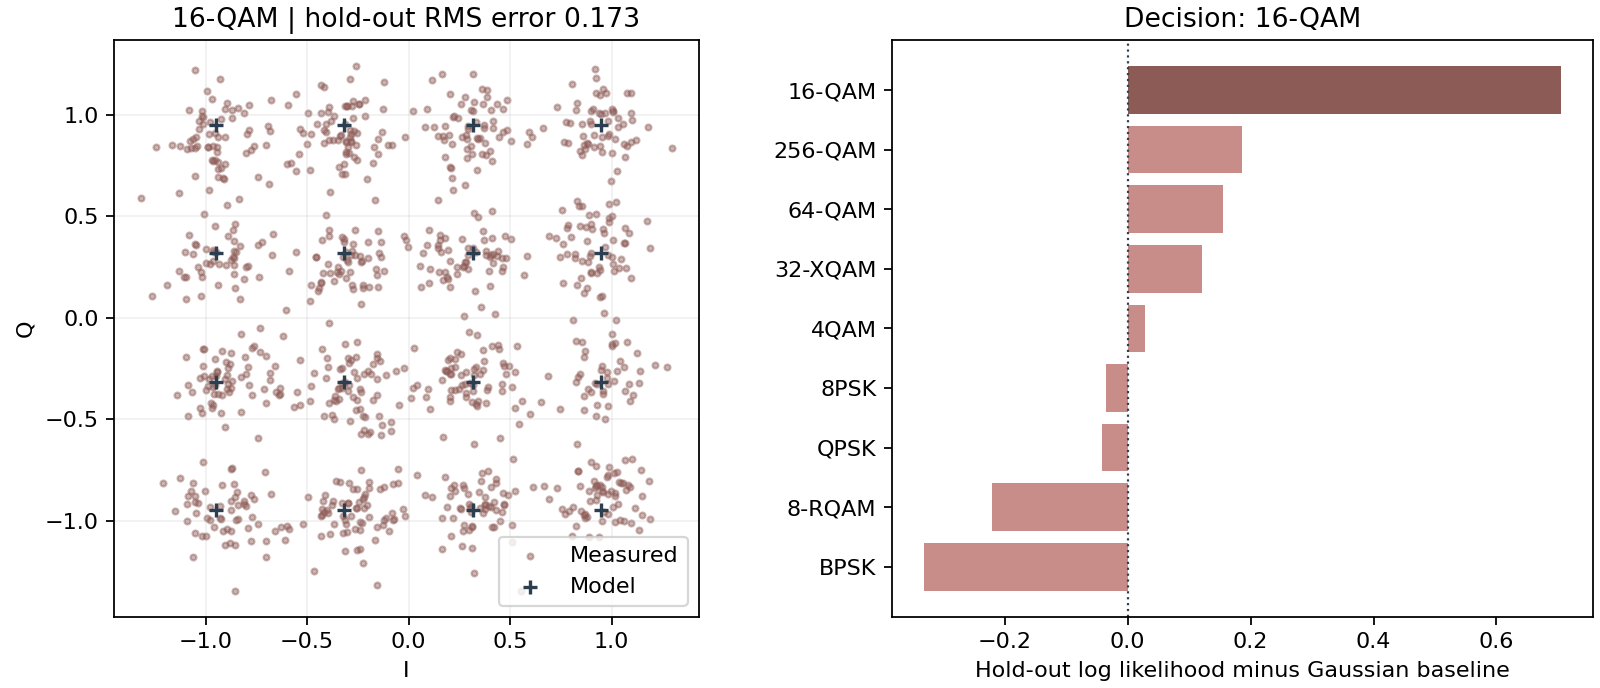 16-QAM | hold-out RMS error 0.173
1.0
0.5
0.0
−0.5
−1.0
Q
−1.0
−0.5
0.0
0.5
1.0
I
Measured
Model
Decision: 16-QAM
16-QAM
256-QAM
64-QAM
32-XQAM
4QAM
8PSK
QPSK
8-RQAM
BPSK
−0.2
0.0
0.2
0.4
0.6
Hold-out log likelihood minus Gaussian baseline